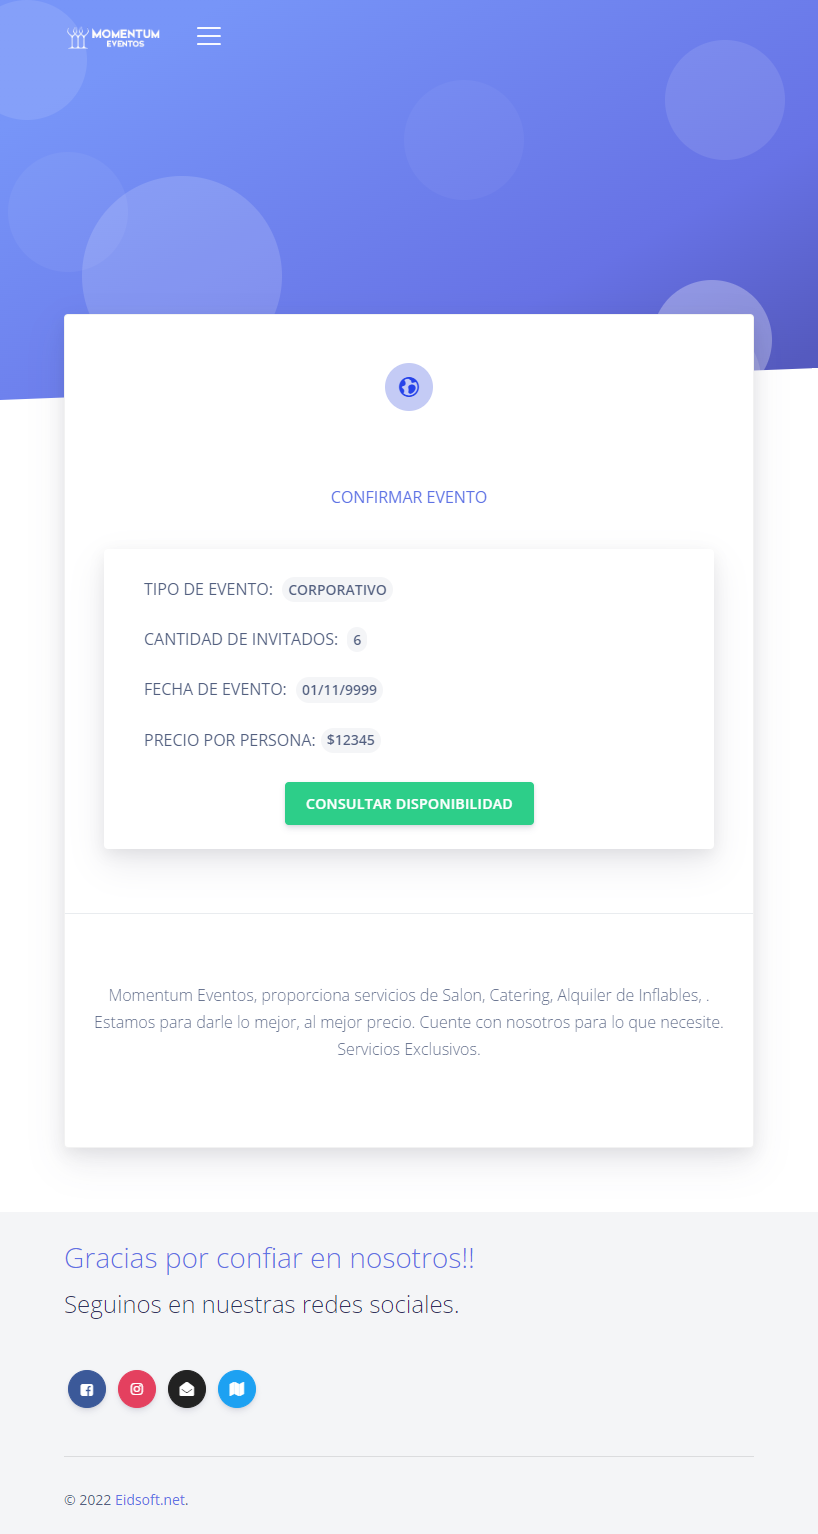 MOMENTUM
EVENTOS
CONFIRMAR EVENTO
TIPO DE EVENTO: CORPORATIVO
CANTIDAD DE INVITADOS: 6
FECHA DE EVENTO: 01/11/9999
PRECIO POR PERSONA: $12345
CONSULTAR DISPONIBILIDAD
Momentum Eventos, proporciona servicios de Salon, Catering, Alquiler de Inflables, .
Estamos para darle lo mejor, al mejor precio. Cuente con nosotros para lo que necesite.
Servicios Exclusivos.
Gracias por confiar en nosotros!!
Seguinos en nuestras redes sociales.
© 2022 Eidsoft.net.